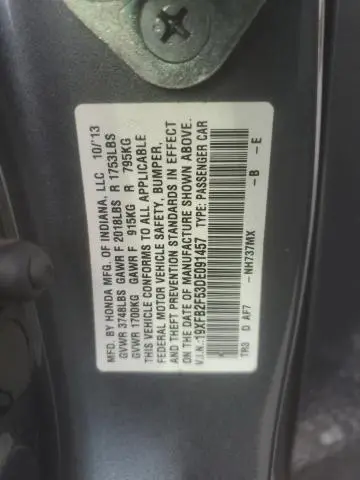 MFD. BY HONDA MFG. OF INDIANA, LLC 10/'13
GVWR 3748LBS GAWR F 2018LBS R 1753LBS
GVWR 1700KG GAWR F 915KG R 795KG
THIS VEHICLE CONFORMS TO ALL APPLICABLE
FEDERAL MOTOR VEHICLE SAFETY, BUMPER,
AND THEFT PREVENTION STANDARDS IN EFFECT
ON THE DATE OF MANUFACTURE SHOWN ABOVE.
V.I.N.:19XFB2F53DE091457 TYPE: PASSENGER CAR
TR3 D AF7 -NH737MX -B -E